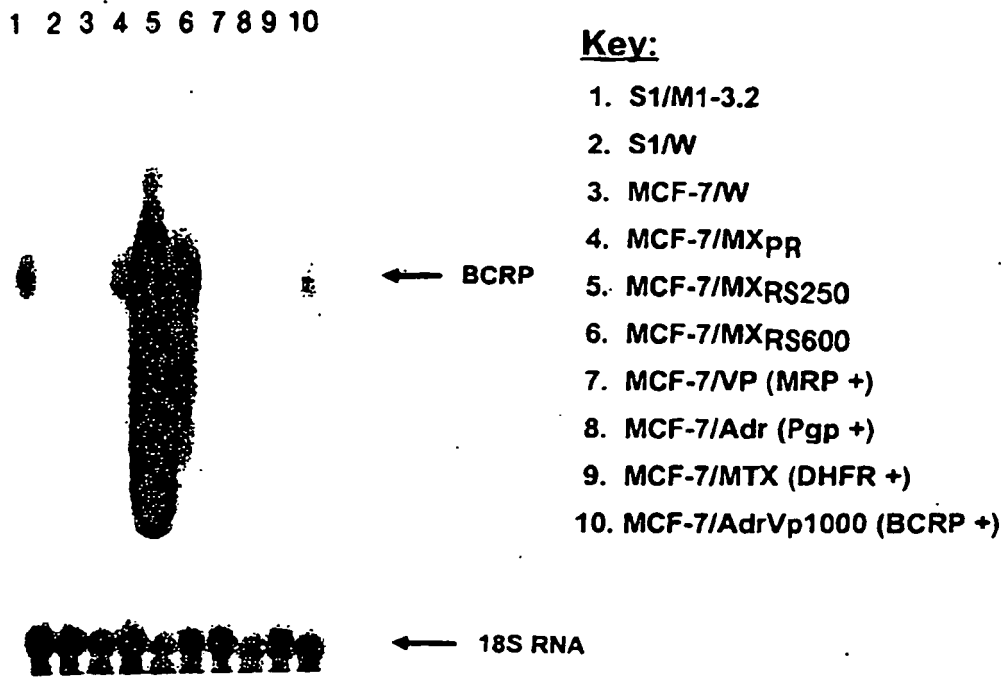 1 2 3 4 5 6 7 8 9 10
Key:
1. S1/M1-3.2
2. S1/W
3. MCF-7/W
4. MCF-7/MXPR
5. MCF-7/MXRS250
6. MCF-7/MXRS600
7. MCF-7/VP (MRP +)
8. MCF-7/Adr (Pgp +)
9. MCF-7/MTX (DHFR +)
10. MCF-7/AdrVp1000 (BCRP +)
BCRP
18S RNA